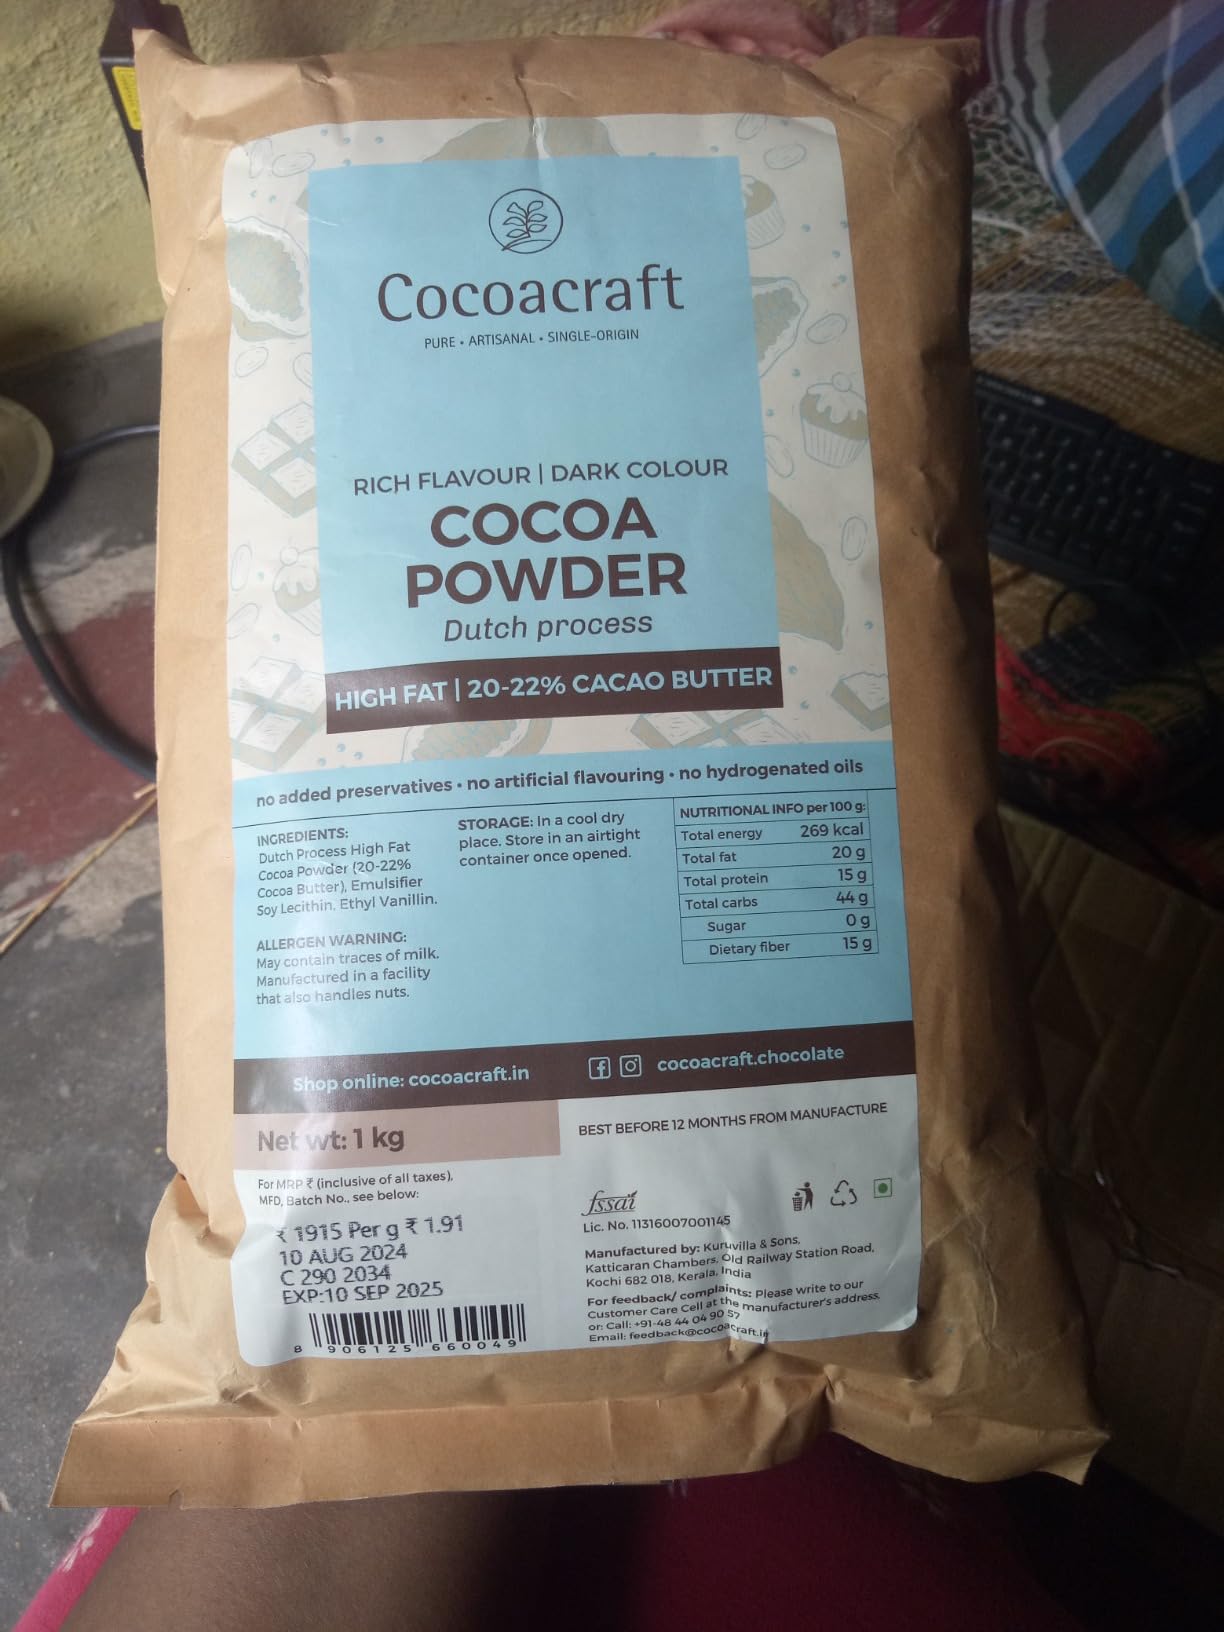 Cocoacraft
PURE • ARTISANAL • SINGLE-ORIGIN
RICH FLAVOUR | DARK COLOUR
COCOA
POWDER
Dutch process
HIGH FAT | 20-22% CACAO BUTTER
no added preservatives • no artificial flavouring • no hydrogenated oils
INGREDIENTS:
Dutch Process High Fat
Cocoa Powder (20-22%
Cocoa Butter), Emulsifier
Soy Lecithin, Ethyl Vanillin.
ALLERGEN WARNING:
May contain traces of milk.
Manufactured in a facility
that also handles nuts.
STORAGE: In a cool dry
place. Store in an airtight
container once opened.
NUTRITIONAL INFO per 100 g:
Total energy 269 kcal
Total fat 20 g
Total protein 15 g
Total carbs 44 g
Sugar 0 g
Dietary fiber 15 g
Shop online: cocoacraft.in
cocoacraft.chocolate
Net wt: 1 kg
For MRP ₹ (inclusive of all taxes),
MFD, Batch No., see below:
₹ 1915 Per g ₹ 1.91
10 AUG 2024
C 290 2034
EXP:10 SEP 2025
8 906125 660049
BEST BEFORE 12 MONTHS FROM MANUFACTURE
fssai
Lic. No. 11316007001145
Manufactured by: Kuruvilla & Sons,
Katticaran Chambers, Old Railway Station Road,
Kochi 682 018, Kerala, India
For feedback/ complaints: Please write to our
Customer Care Cell at the manufacturer's address.
or: Call: +91-48 44 04 90 57
Email: feedback@cocoacraft.in